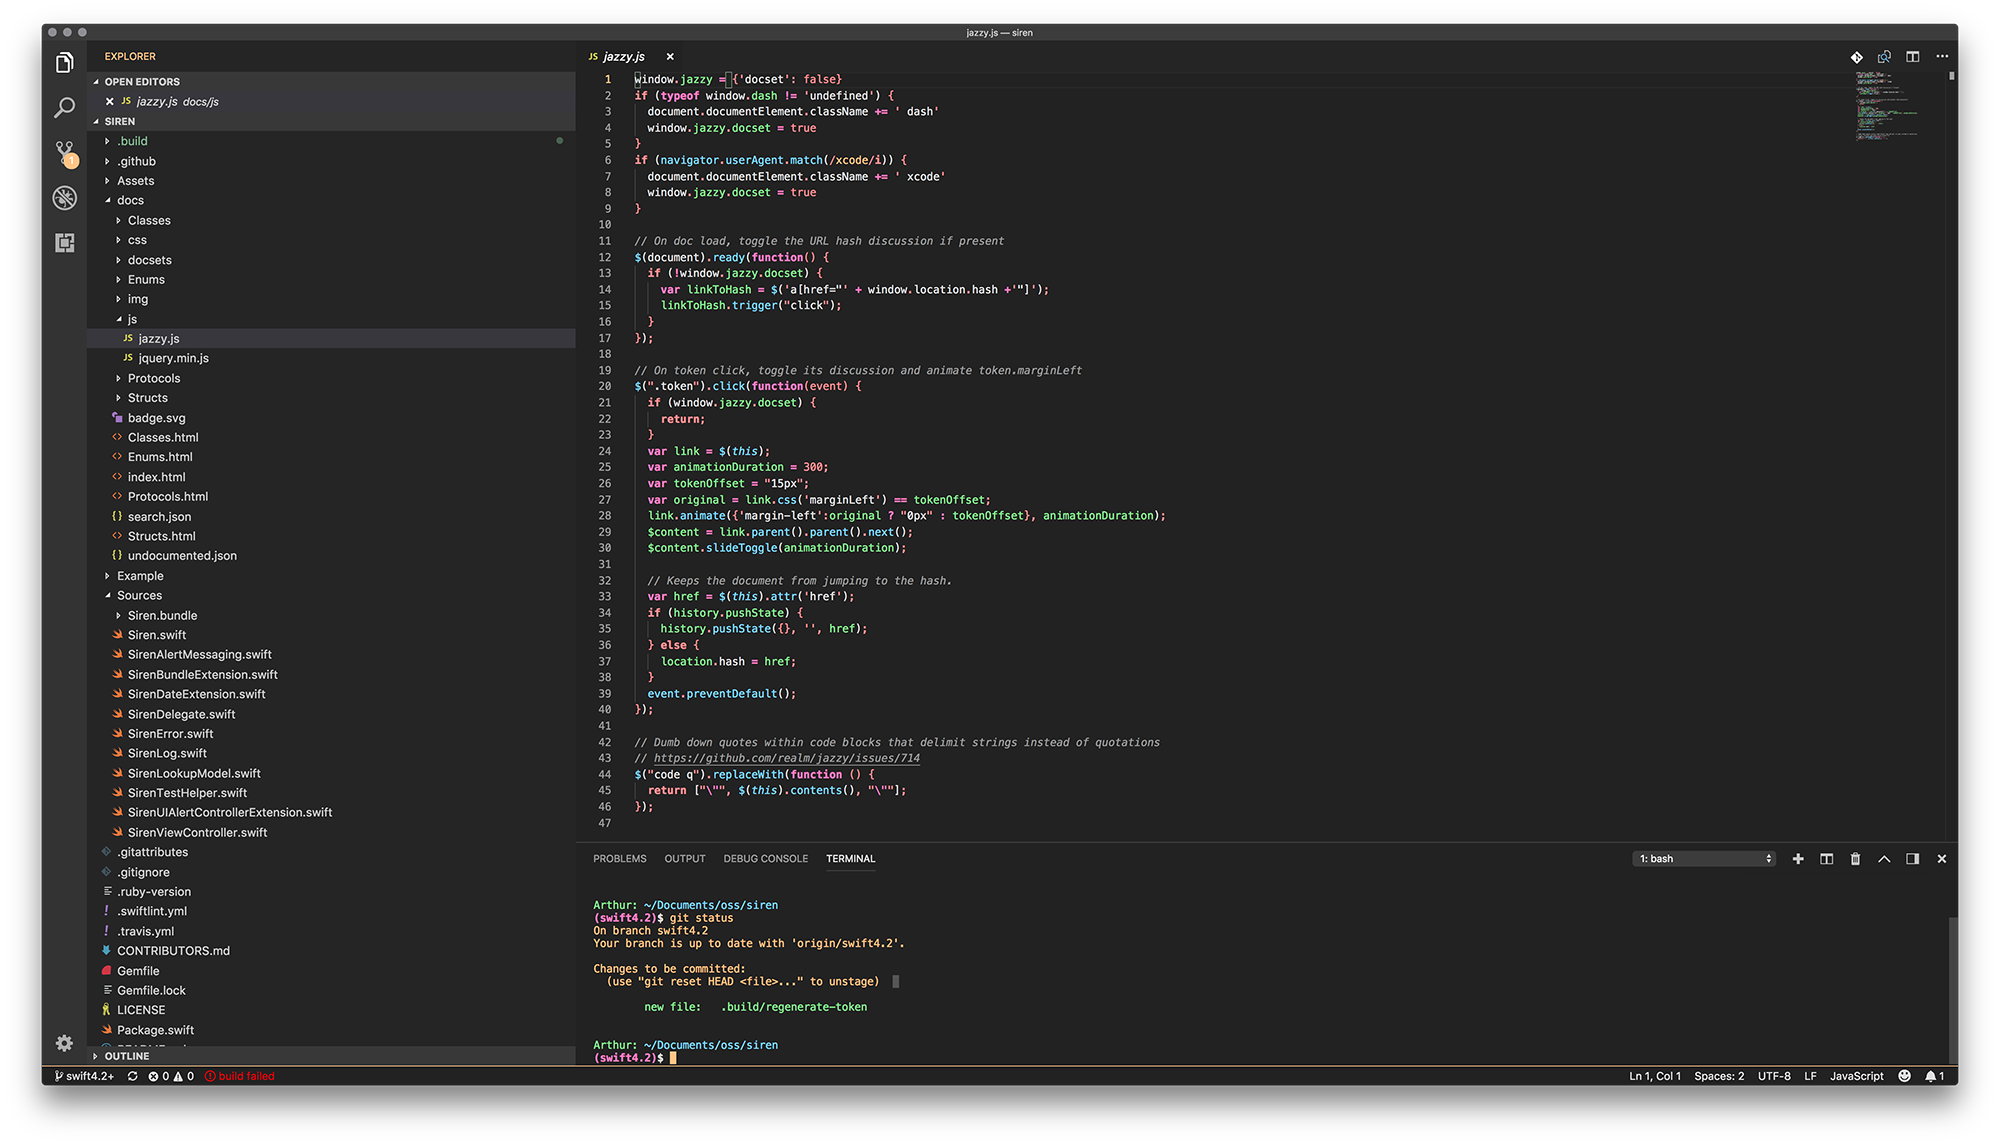 jazzy.js — siren
EXPLORER
OPEN EDITORS
JS jazzy.js docs/js
SIREN
.build
.github
Assets
docs
Classes
css
docsets
Enums
img
js
JS jazzy.js
JS jquery.min.js
Protocols
Structs
badge.svg
<> Classes.html
<> Enums.html
<> index.html
<> Protocols.html
{} search.json
<> Structs.html
{} undocumented.json
Example
Sources
Siren.bundle
Siren.swift
SirenAlertMessaging.swift
SirenBundleExtension.swift
SirenDateExtension.swift
SirenDelegate.swift
SirenError.swift
SirenLog.swift
SirenLookupModel.swift
SirenTestHelper.swift
SirenUIAlertControllerExtension.swift
SirenViewController.swift
.gitattributes
.gitignore
.ruby-version
! .swiftlint.yml
! .travis.yml
CONTRIBUTORS.md
Gemfile
Gemfile.lock
LICENSE
Package.swift
OUTLINE
1
JS jazzy.js
1 window.jazzy = {'docset': false}
2 if (typeof window.dash != 'undefined') {
3 document.documentElement.className += ' dash'
4 window.jazzy.docset = true
5 }
6 if (navigator.userAgent.match(/xcode/i)) {
7 document.documentElement.className += ' xcode'
8 window.jazzy.docset = true
9 }
10
11 // On doc load, toggle the URL hash discussion if present
12 $(document).ready(function() {
13 if (!window.jazzy.docset) {
14 var linkToHash = $('a[href="' + window.location.hash +'"]');
15 linkToHash.trigger("click");
16 }
17 });
18
19 // On token click, toggle its discussion and animate token.marginLeft
20 $(".token").click(function(event) {
21 if (window.jazzy.docset) {
22 return;
23 }
24 var link = $(this);
25 var animationDuration = 300;
26 var tokenOffset = "15px";
27 var original = link.css('marginLeft') == tokenOffset;
28 link.animate({'margin-left':original ? "0px" : tokenOffset}, animationDuration);
29 $content = link.parent().parent().next();
30 $content.slideToggle(animationDuration);
31
32 // Keeps the document from jumping to the hash.
33 var href = $(this).attr('href');
34 if (history.pushState) {
35 history.pushState({}, '', href);
36 } else {
37 location.hash = href;
38 }
39 event.preventDefault();
40 });
41
42 // Dumb down quotes within code blocks that delimit strings instead of quotations
43 // https://github.com/realm/jazzy/issues/714
44 $("code q").replaceWith(function () {
45 return ["\"", $(this).contents(), "\""];
46 });
47
PROBLEMS OUTPUT DEBUG CONSOLE TERMINAL 1: bash
Arthur: ~/Documents/oss/siren
(swift4.2)$ git status
On branch swift4.2
Your branch is up to date with 'origin/swift4.2'.
Changes to be committed:
(use "git reset HEAD <file>..." to unstage)
new file: .build/regenerate-token
Arthur: ~/Documents/oss/siren
(swift4.2)$
swift4.2+ 0 0 build failed Ln 1, Col 1 Spaces: 2 UTF-8 LF JavaScript 1